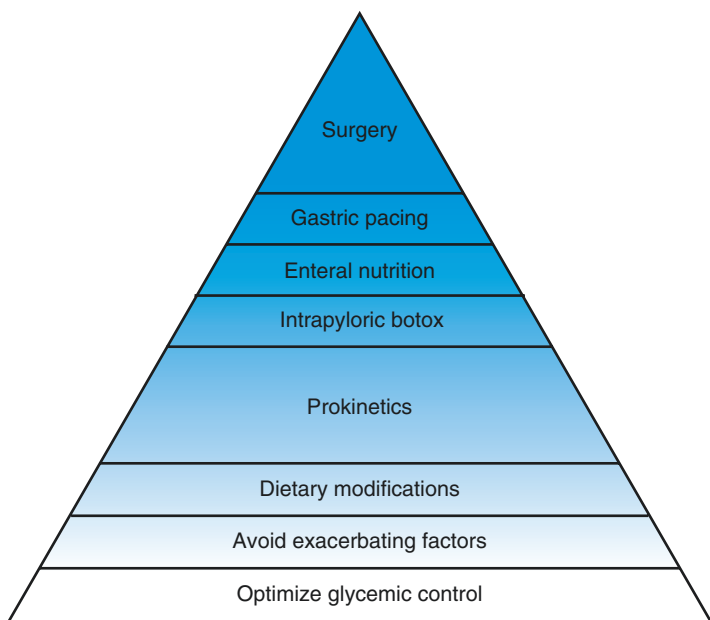 Surgery
Gastric pacing
Enteral nutrition
Intrapyloric botox
Prokinetics
Dietary modifications
Avoid exacerbating factors
Optimize glycemic control